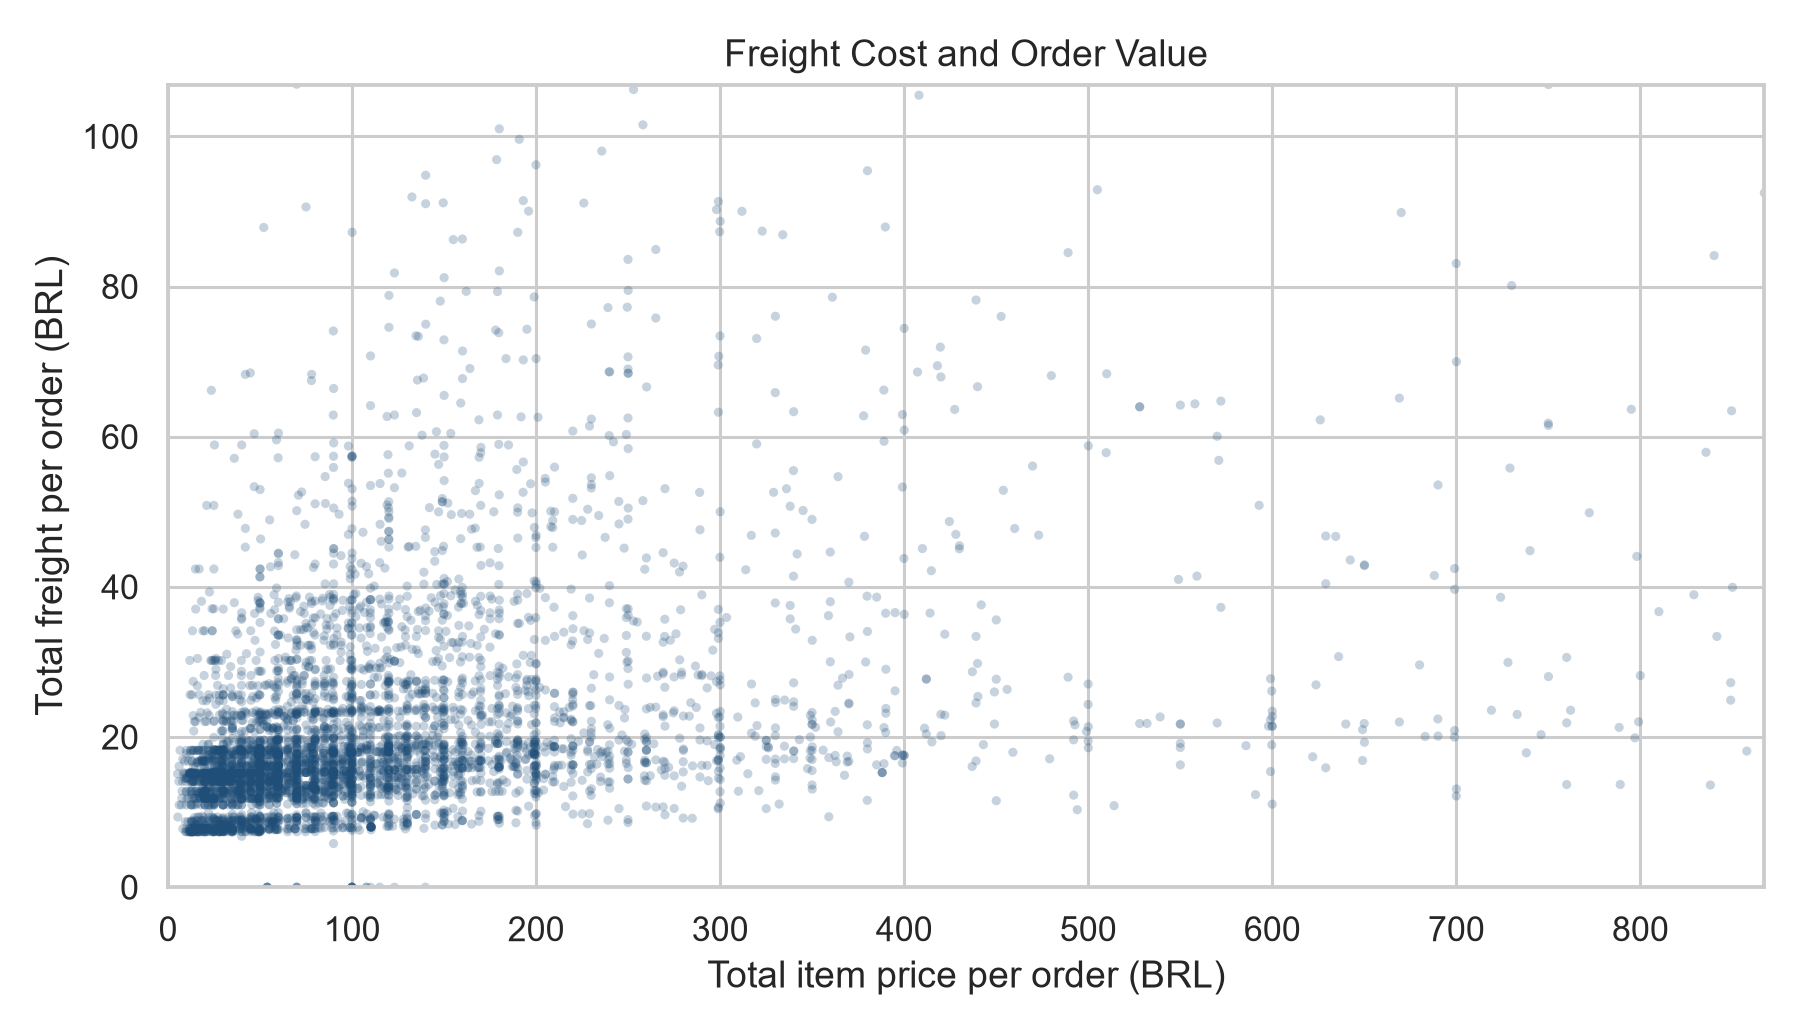 Freight Cost and Order Value
Total freight per order (BRL)
100
80
60
40
20
0
0 100 200 300 400 500 600 700 800
Total item price per order (BRL)